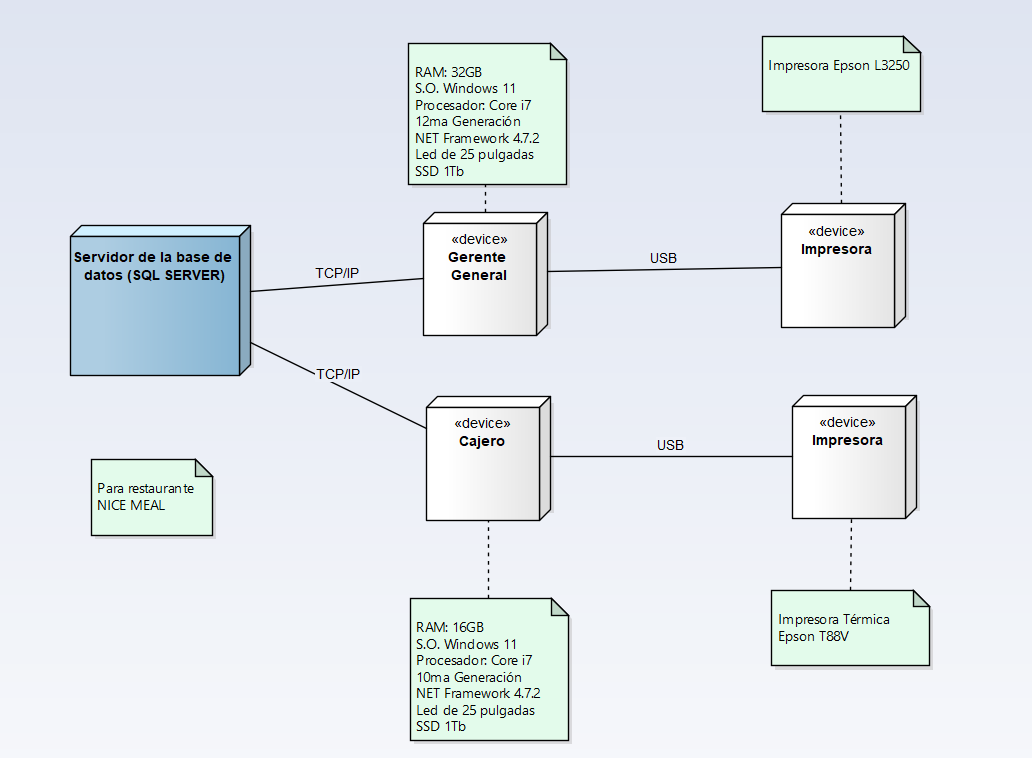 RAM: 32GB
S.O. Windows 11
Procesador: Core i7
12ma Generación
NET Framework 4.7.2
Led de 25 pulgadas
SSD 1Tb
Impresora Epson L3250
Servidor de la base de
datos (SQL SERVER)
TCP/IP
«device»
Gerente
General
USB
«device»
Impresora
TCP/IP
«device»
Cajero
USB
«device»
Impresora
Para restaurante
NICE MEAL
RAM: 16GB
S.O. Windows 11
Procesador: Core i7
10ma Generación
NET Framework 4.7.2
Led de 25 pulgadas
SSD 1Tb
Impresora Térmica
Epson T88V